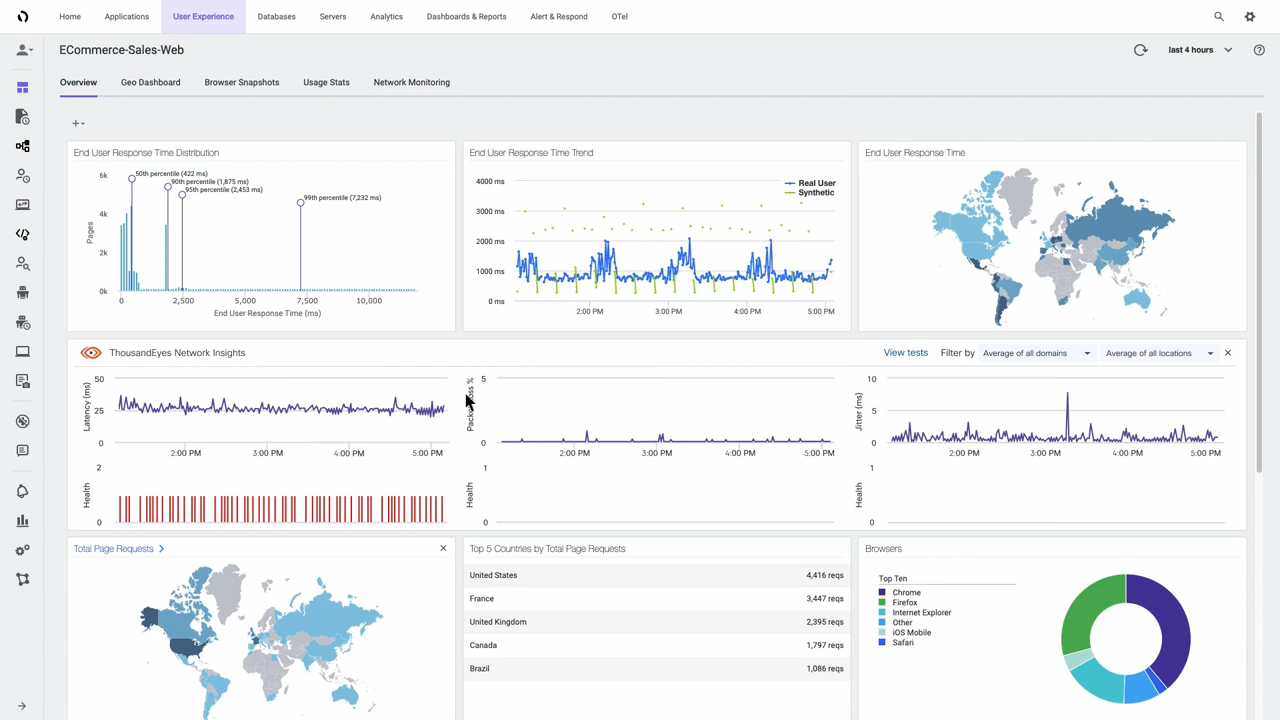 Home Applications User Experience Databases Servers Analytics Dashboards & Reports Alert & Respond OTel
ECommerce-Sales-Web
last 4 hours
Overview Geo Dashboard Browser Snapshots Usage Stats Network Monitoring
End User Response Time Distribution
6k
4k
2k
0k
Pages
50th percentile (422 ms)
90th percentile (1,875 ms)
95th percentile (2,453 ms)
99th percentile (7,232 ms)
0 2,500 5,000 7,500 10,000
End User Response Time (ms)
End User Response Time Trend
Real User
Synthetic
4000 ms
3000 ms
2000 ms
1000 ms
0 ms
2:00 PM 3:00 PM 4:00 PM 5:00 PM
End User Response Time
ThousandEyes Network Insights
View tests Filter by Average of all domains Average of all locations
50
25
0
Latency (ms)
2:00 PM 3:00 PM 4:00 PM 5:00 PM
2
0
Health
5
0
2:00 PM 3:00 PM 4:00 PM 5:00 PM
1
0
Health
10
5
0
Jitter (ms)
2:00 PM 3:00 PM 4:00 PM 5:00 PM
1
0
Health
Total Page Requests
Top 5 Countries by Total Page Requests
United States 4,416 reqs
France 3,447 reqs
United Kingdom 2,395 reqs
Canada 1,797 reqs
Brazil 1,086 reqs
Browsers
Top Ten
Chrome
Firefox
Internet Explorer
Other
iOS Mobile
Safari